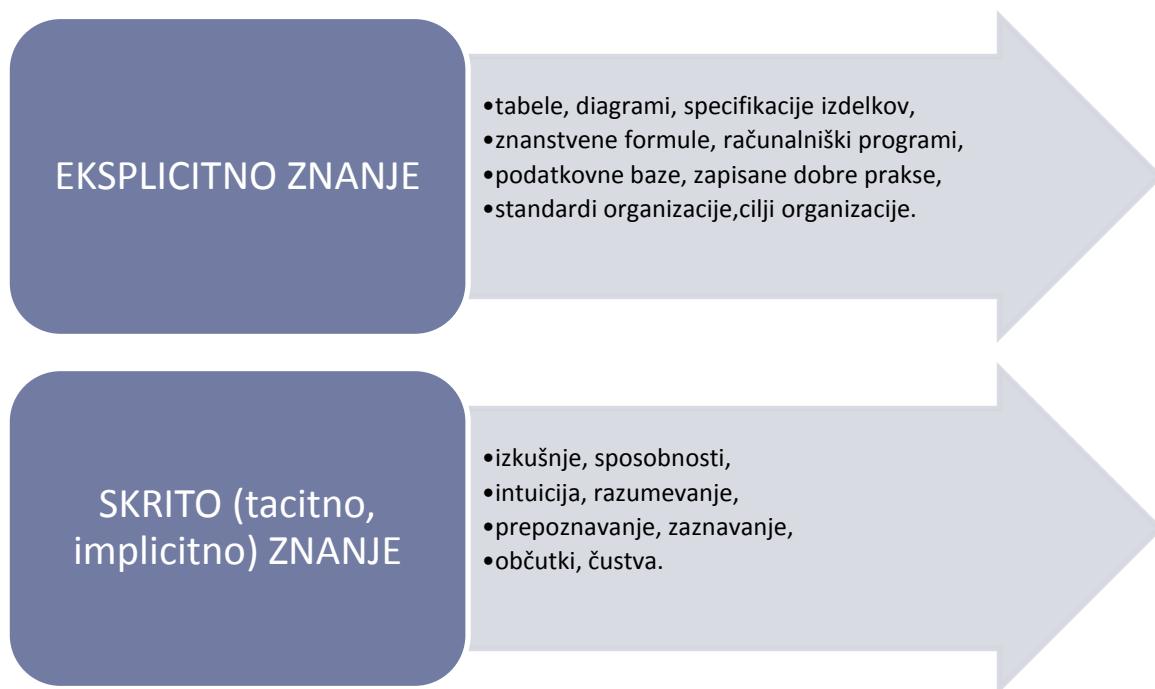 EKSPLICITNO ZNANJE
•tabele, diagrami, specifikacije izdelkov,
•znanstvene formule, računalniški programi,
•podatkovne baze, zapisane dobre prakse,
•standardi organizacije,cilji organizacije.
SKRITO (tacitno,
implicitno) ZNANJE
•izkušnje, sposobnosti,
•intuicija, razumevanje,
•prepoznavanje, zaznavanje,
•občutki, čustva.